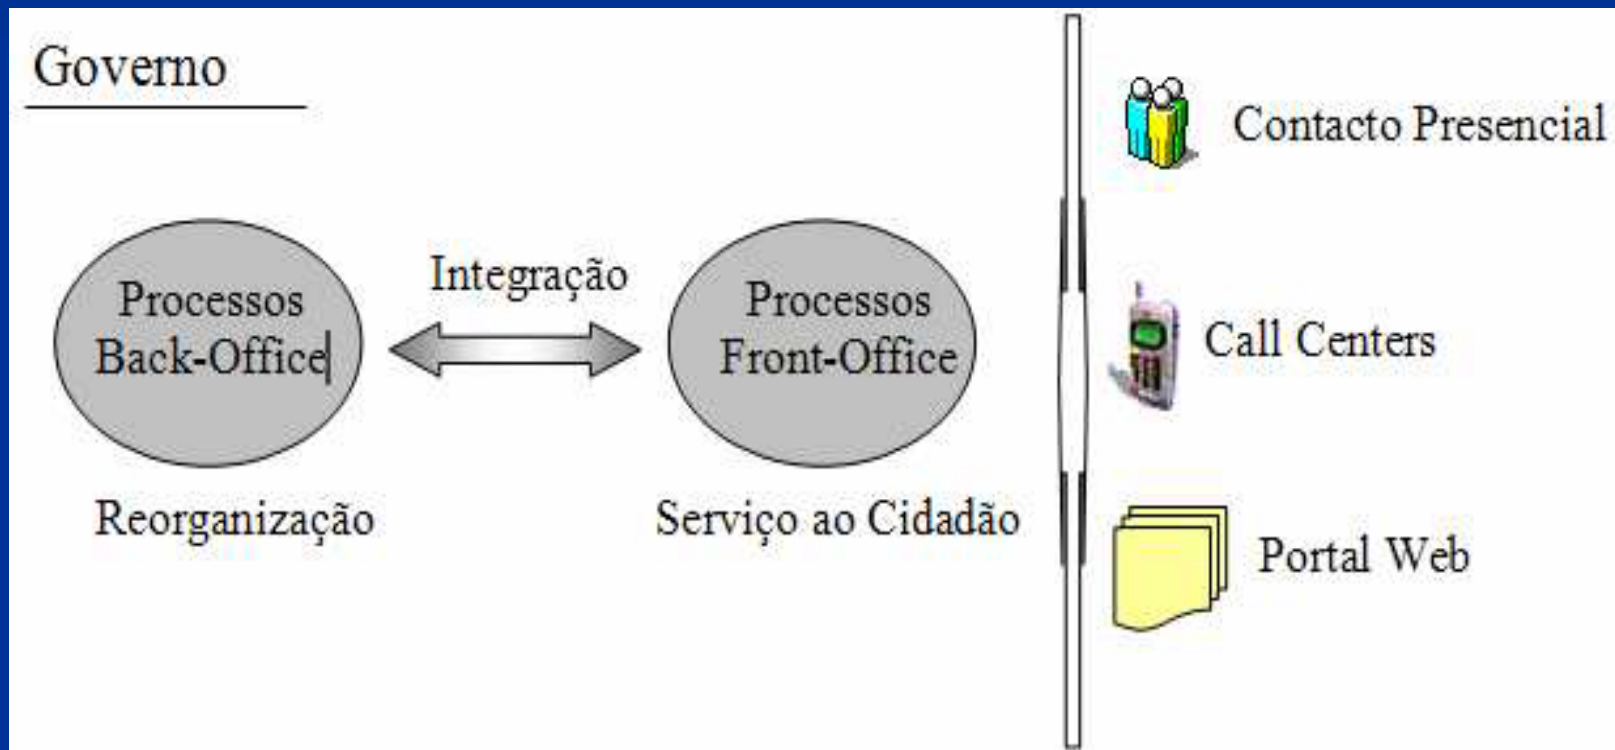 Governo
Processos
Back-Office
Reorganização
Integração
Processos
Front-Office
Serviço ao Cidadão
Contacto Presencial
Call Centers
Portal Web